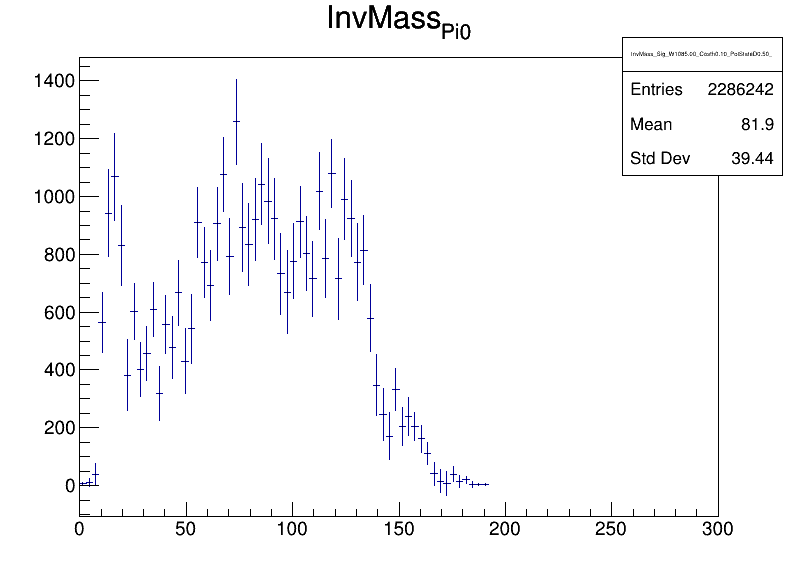 InvMass_Pi0
InvMass_Sig_W1085.00_Costh0.10_PolStateD0.50_
Entries 2286242
Mean 81.9
Std Dev 39.44
1400
1200
1000
800
600
400
200
0
0 50 100 150 200 250 300